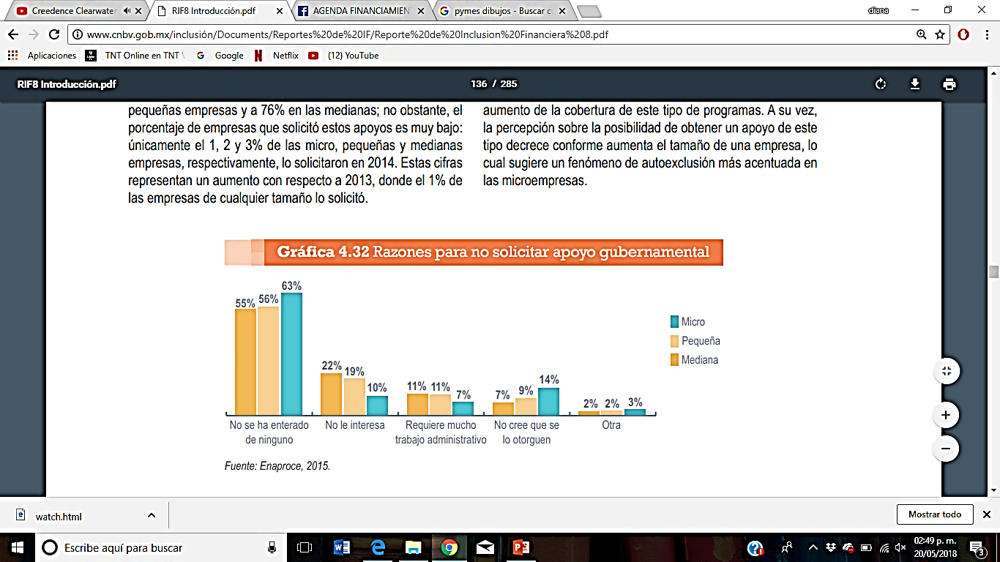 Creedence Clearwater
RIF8 Introducción.pdf
AGENDA FINANCIAMIEN
pymes dibujos - Buscar c
diana
www.cnbv.gob.mx/inclusión/Documents/Reportes%20de%20IF/Reporte%20de%20Inclusion%20Financiera%208.pdf
Aplicaciones
TNT Online en TNT
Google
Netflix
(12) YouTube
RIF8 Introducción.pdf
136 / 285
pequeñas empresas y a 76% en las medianas; no obstante, el
porcentaje de empresas que solicitó estos apoyos es muy bajo:
únicamente el 1, 2 y 3% de las micro, pequeñas y medianas
empresas, respectivamente, lo solicitaron en 2014. Estas cifras
representan un aumento con respecto a 2013, donde el 1% de
las empresas de cualquier tamaño lo solicitó.
aumento de la cobertura de este tipo de programas. A su vez,
la percepción sobre la posibilidad de obtener un apoyo de este
tipo decrece conforme aumenta el tamaño de una empresa, lo
cual sugiere un fenómeno de autoexclusión más acentuada en
las microempresas.
Gráfica 4.32 Razones para no solicitar apoyo gubernamental
55% 56% 63%
22% 19% 10%
11% 11% 7%
7% 9% 14%
2% 2% 3%
Micro
Pequeña
Mediana
No se ha enterado
de ninguno
No le interesa
Requiere mucho
trabajo administrativo
No cree que se
lo otorguen
Otra
Fuente: Enaproce, 2015.
watch.html
Mostrar todo
Escribe aquí para buscar
02:49 p. m.
20/05/2018
3